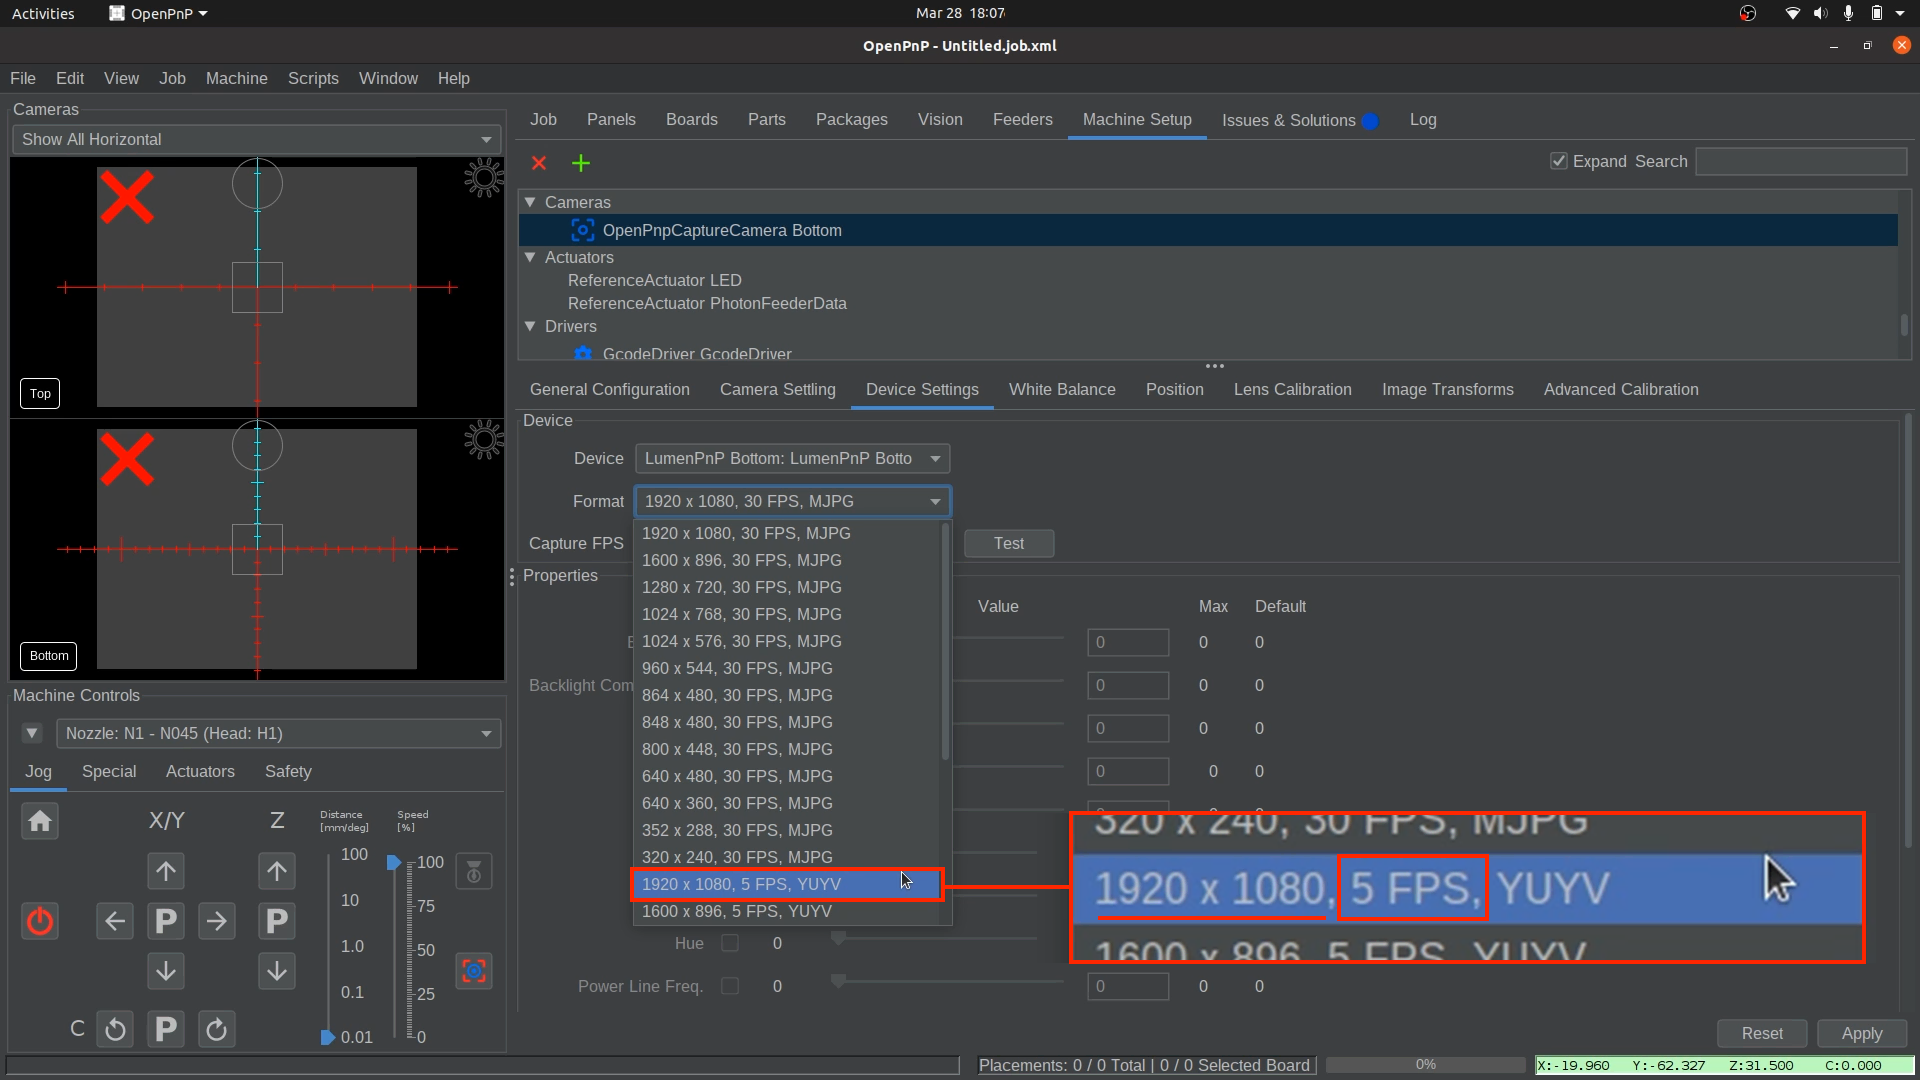 Activities
OpenPnP
Mar 28 18:07
OpenPnP - Untitled.job.xml
File Edit View Job Machine Scripts Window Help
Cameras
Show All Horizontal
Top
Bottom
Machine Controls
Nozzle: N1 - N045 (Head: H1)
Jog Special Actuators Safety
X/Y
Z
Distance
[mm/deg]
Speed
[%]
100
10
1.0
0.1
0.01
100
75
50
25
0
P
P
C
P
Job Panels Boards Parts Packages Vision Feeders Machine Setup Issues & Solutions Log
Expand Search
Cameras
OpenPnpCaptureCamera Bottom
Actuators
ReferenceActuator LED
ReferenceActuator PhotonFeederData
Drivers
GcodeDriver GcodeDriver
General Configuration Camera Settling Device Settings White Balance Position Lens Calibration Image Transforms Advanced Calibration
Device
Device LumenPnP Bottom: LumenPnP Botto
Format 1920 x 1080, 30 FPS, MJPG
Capture FPS
Test
1920 x 1080, 30 FPS, MJPG
1600 x 896, 30 FPS, MJPG
1280 x 720, 30 FPS, MJPG
1024 x 768, 30 FPS, MJPG
1024 x 576, 30 FPS, MJPG
960 x 544, 30 FPS, MJPG
864 x 480, 30 FPS, MJPG
848 x 480, 30 FPS, MJPG
800 x 448, 30 FPS, MJPG
640 x 480, 30 FPS, MJPG
640 x 360, 30 FPS, MJPG
352 x 288, 30 FPS, MJPG
320 x 240, 30 FPS, MJPG
1920 x 1080, 5 FPS, YUYV
1600 x 896, 5 FPS, YUYV
Properties
Value Max Default
0 0 0
Backlight Com 0 0 0
0 0 0
0 0 0
320 x 240, 30 FPS, MJPG
1920 x 1080, 5 FPS, YUYV
1600 x 896, 5 FPS, YUYV
Hue 0
Power Line Freq. 0 0 0 0
Reset Apply
Placements: 0 / 0 Total | 0 / 0 Selected Board
0%
X:-19.960 Y:-62.327 Z:31.500 C:0.000